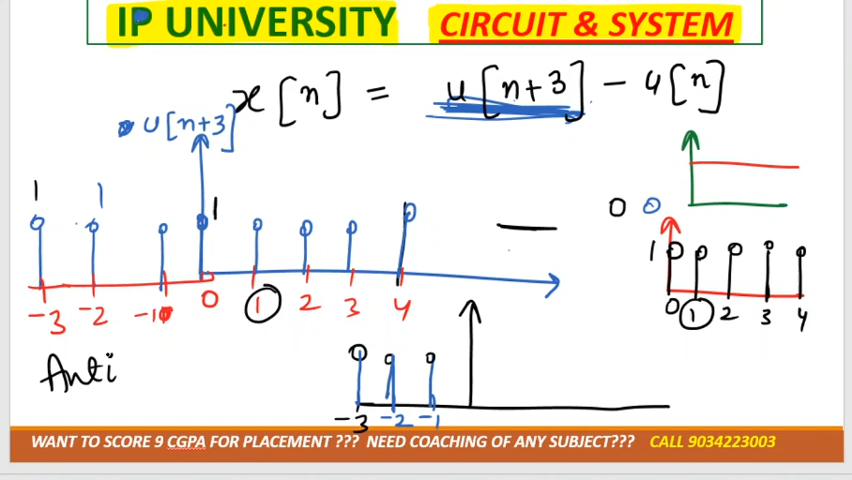 IP UNIVERSITY
CIRCUIT & SYSTEM
x[n] = u[n+3] - u[n]
u[n+3]
1 1 1
0
-3 -2 -1 0 1 2 3 4
1
0 1 2 3 4
Anti
-3 -2 -1
WANT TO SCORE 9 CGPA FOR PLACEMENT ??? NEED COACHING OF ANY SUBJECT??? CALL 9034223003